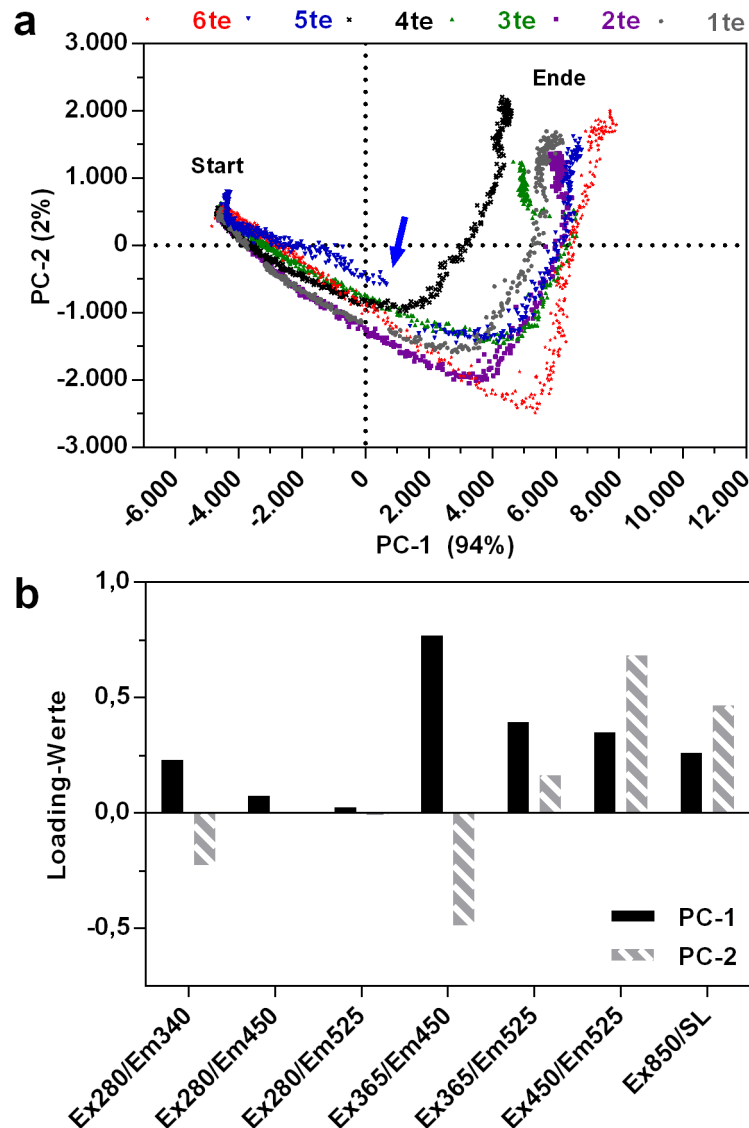 a
6te 5te 4te 3te 2te 1te
3.000
2.000
1.000
0
-1.000
-2.000
-3.000
PC-2 (2%)
Start
Ende
-6.000 -4.000 -2.000 0 2.000 4.000 6.000 8.000 10.000 12.000
PC-1 (94%)
b
1,0
0,5
0,0
-0,5
Loading-Werte
PC-1
PC-2
Ex280/Em340 Ex280/Em450 Ex280/Em525 Ex365/Em450 Ex365/Em525 Ex450/Em525 Ex850/SL